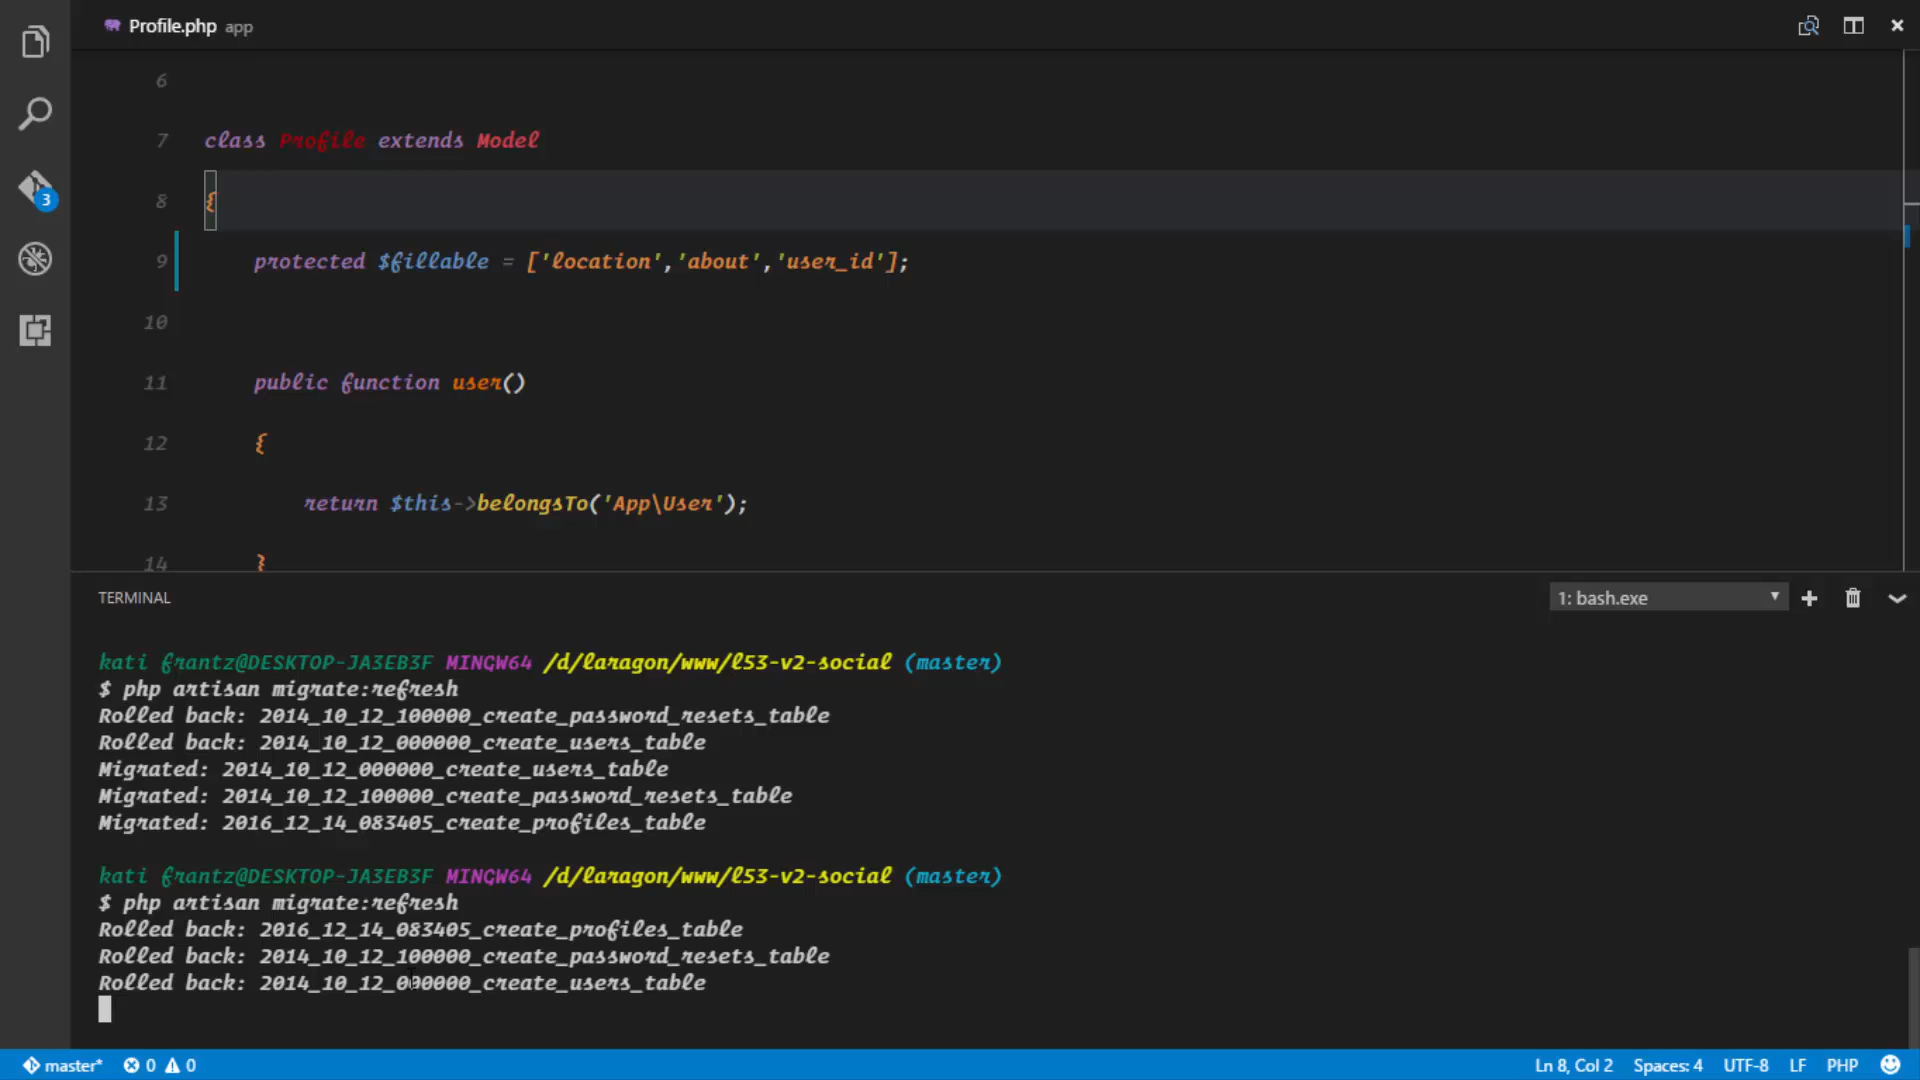 Profile.php app
6
7 class Profile extends Model
8 {
9 protected $fillable = ['location','about','user_id'];
10
11 public function user()
12 {
13 return $this->belongsTo('App\User');
14 }
3
TERMINAL
1: bash.exe
kati frantz@DESKTOP-JA3EB3F MINGW64 /d/laragon/www/l53-v2-social (master)
$ php artisan migrate:refresh
Rolled back: 2014_10_12_100000_create_password_resets_table
Rolled back: 2014_10_12_000000_create_users_table
Migrated: 2014_10_12_000000_create_users_table
Migrated: 2014_10_12_100000_create_password_resets_table
Migrated: 2016_12_14_083405_create_profiles_table
kati frantz@DESKTOP-JA3EB3F MINGW64 /d/laragon/www/l53-v2-social (master)
$ php artisan migrate:refresh
Rolled back: 2016_12_14_083405_create_profiles_table
Rolled back: 2014_10_12_100000_create_password_resets_table
Rolled back: 2014_10_12_000000_create_users_table
master* 0 0 Ln 8, Col 2 Spaces: 4 UTF-8 LF PHP